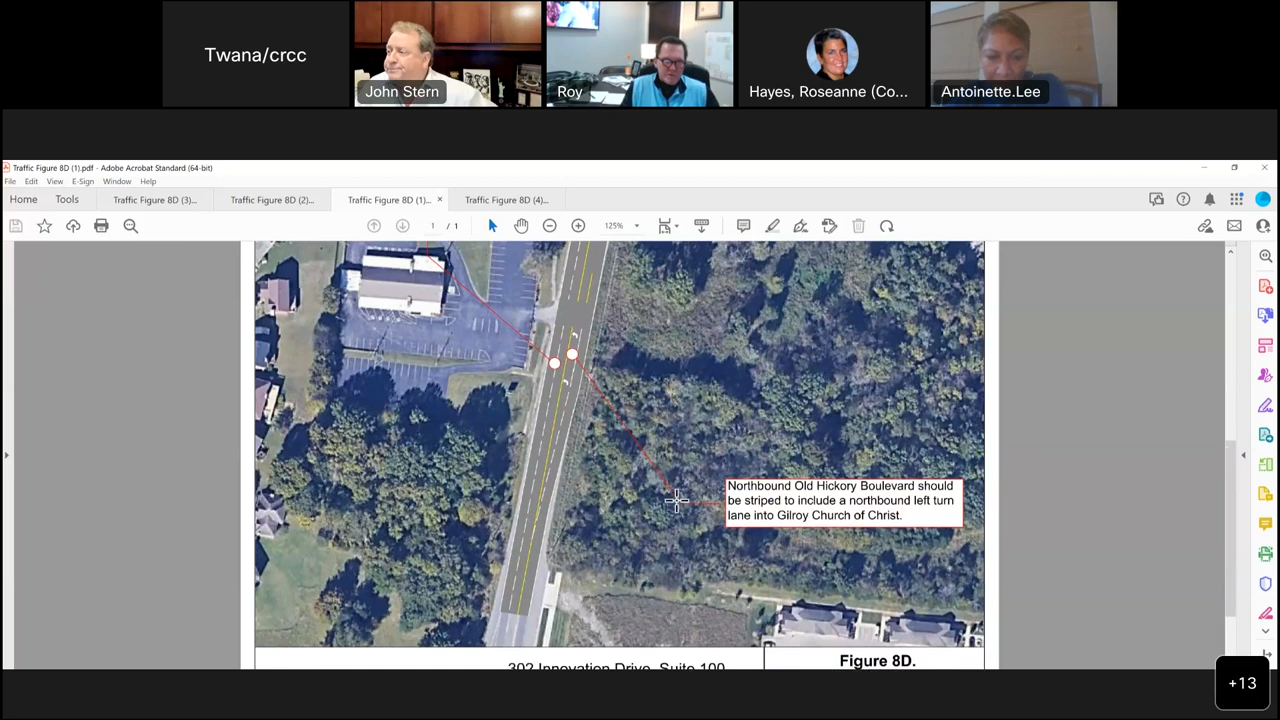 Twana/crcc
John Stern
Roy
Hayes, Roseanne (Co...
Antoinette.Lee
Traffic Figure 8D (1).pdf - Adobe Acrobat Standard (64-bit)
File Edit View E-Sign Window Help
Home Tools Traffic Figure 8D (3)... Traffic Figure 8D (2)... Traffic Figure 8D (1)... × Traffic Figure 8D (4)...
1 / 1 125%
Northbound Old Hickory Boulevard should
be striped to include a northbound left turn
lane into Gilroy Church of Christ.
302 Innovation Drive, Suite 100
Figure 8D.
+13